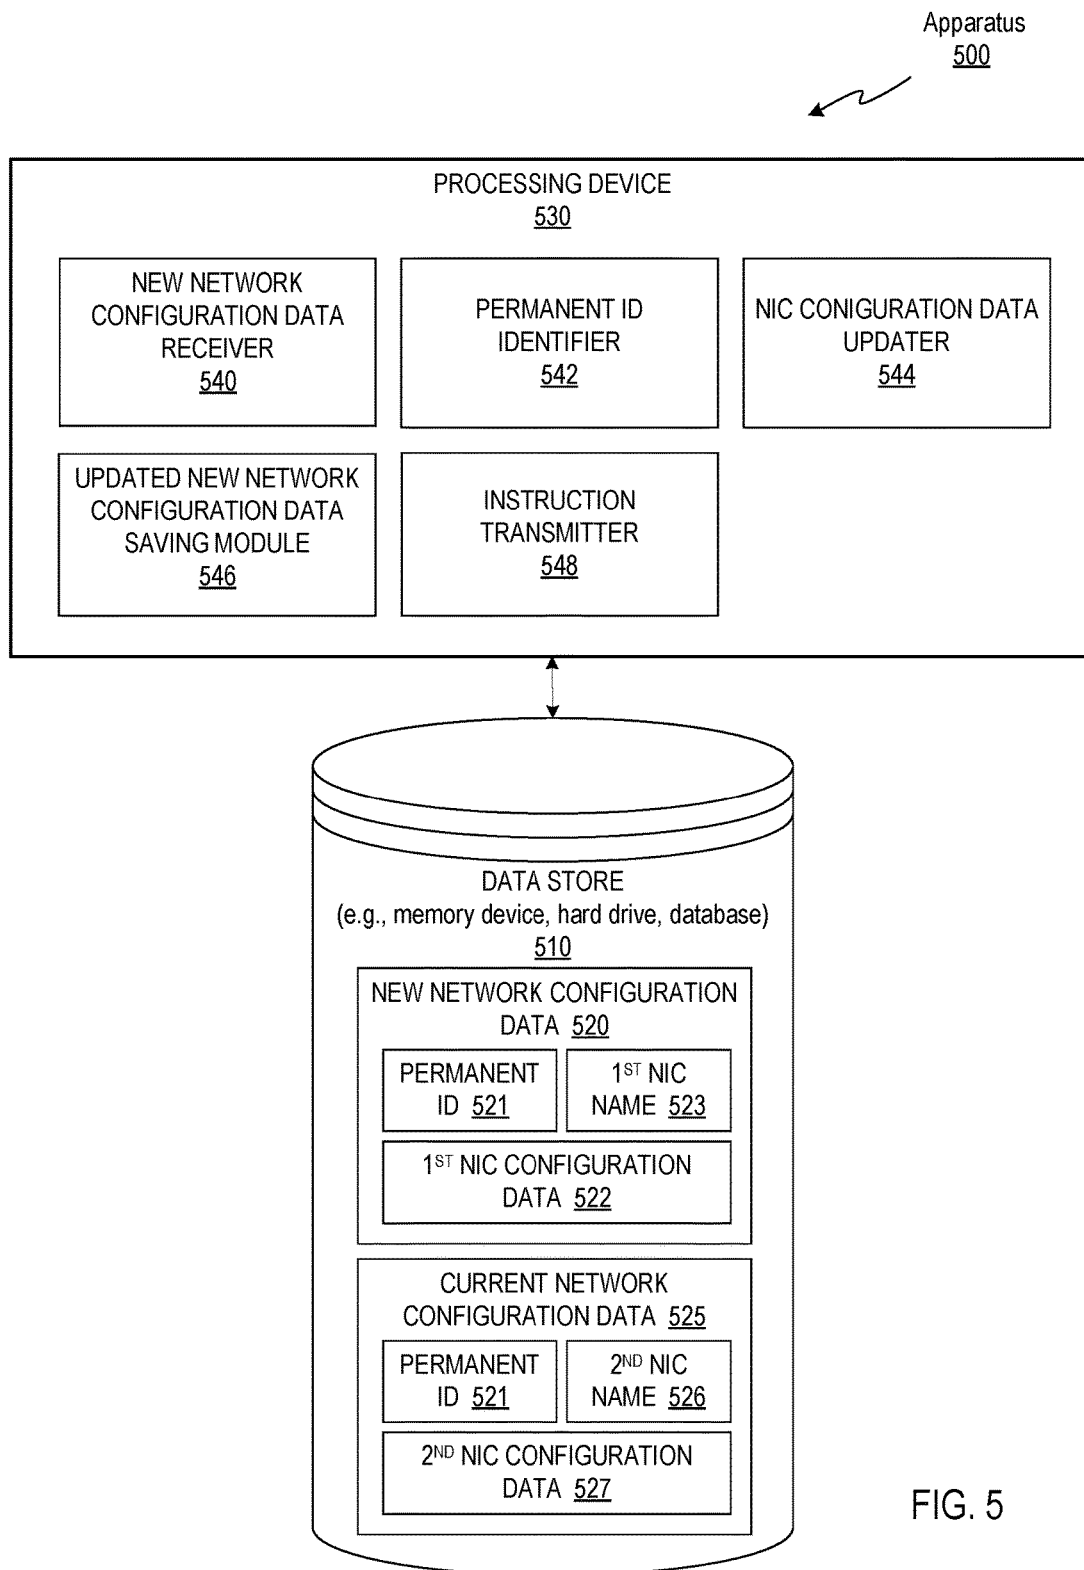 Apparatus
500
PROCESSING DEVICE
530
NEW NETWORK
CONFIGURATION DATA
RECEIVER
540
PERMANENT ID
IDENTIFIER
542
NIC CONIGURATION DATA
UPDATER
544
UPDATED NEW NETWORK
CONFIGURATION DATA
SAVING MODULE
546
INSTRUCTION
TRANSMITTER
548
DATA STORE
(e.g., memory device, hard drive, database)
510
NEW NETWORK CONFIGURATION
DATA 520
PERMANENT
ID 521
1ST NIC
NAME 523
1ST NIC CONFIGURATION
DATA 522
CURRENT NETWORK
CONFIGURATION DATA 525
PERMANENT
ID 521
2ND NIC
NAME 526
2ND NIC CONFIGURATION
DATA 527
FIG. 5